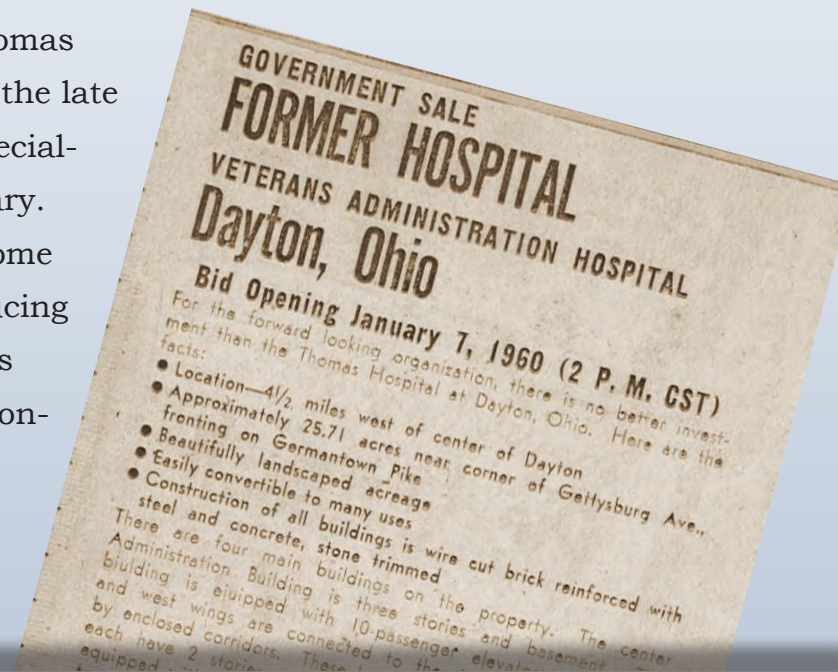 omas
the late
ecial-
ary.
ome
icing
s
on-
GOVERNMENT SALE
FORMER HOSPITAL
VETERANS ADMINISTRATION HOSPITAL
Dayton, Ohio
Bid Opening January 7, 1960 (2 P. M. CST)
For the forward looking organization, there is no better invest-
ment than the Thomas Hospital at Dayton, Ohio. Here are the
facts:
● Location—4½ miles west of center of Dayton
● Approximately 25.71 acres near corner of Gettysburg Ave.,
fronting on Germantown Pike
● Beautifully landscaped acreage
● Easily convertible to many uses
● Construction of all buildings is wire cut brick reinforced with
steel and concrete, stone trimmed
There are four main buildings on the property. The center
Administration Building is three stories and basement
biulding is eiuipped with 10-passenger elevator
and west wings are connected to the
by enclosed corridors. These
each have 2 stories
equipped